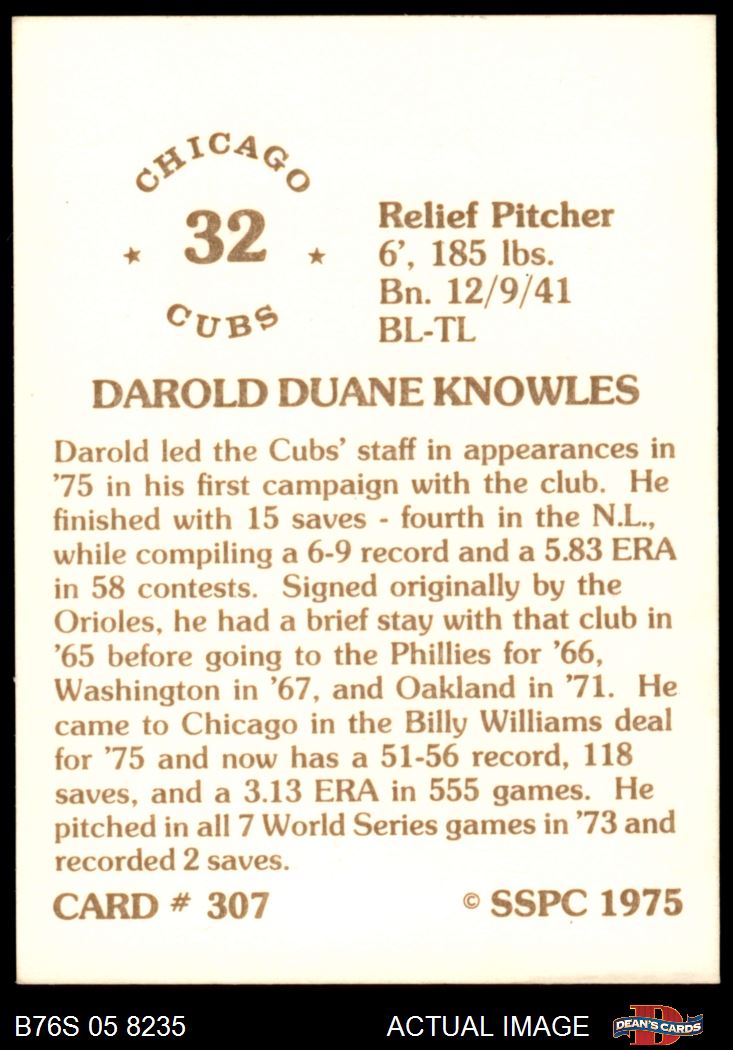 CHICAGO
32
CUBS
Relief Pitcher
6’, 185 lbs.
Bn. 12/9/41
BL-TL
DAROLD DUANE KNOWLES
Darold led the Cubs’ staff in appearances in
’75 in his first campaign with the club. He
finished with 15 saves - fourth in the N.L.,
while compiling a 6-9 record and a 5.83 ERA
in 58 contests. Signed originally by the
Orioles, he had a brief stay with that club in
’65 before going to the Phillies for ’66,
Washington in ’67, and Oakland in ’71. He
came to Chicago in the Billy Williams deal
for ’75 and now has a 51-56 record, 118
saves, and a 3.13 ERA in 555 games. He
pitched in all 7 World Series games in ’73 and
recorded 2 saves.
CARD # 307 © SSPC 1975
B76S 05 8235 ACTUAL IMAGE D DEAN'S CARDS